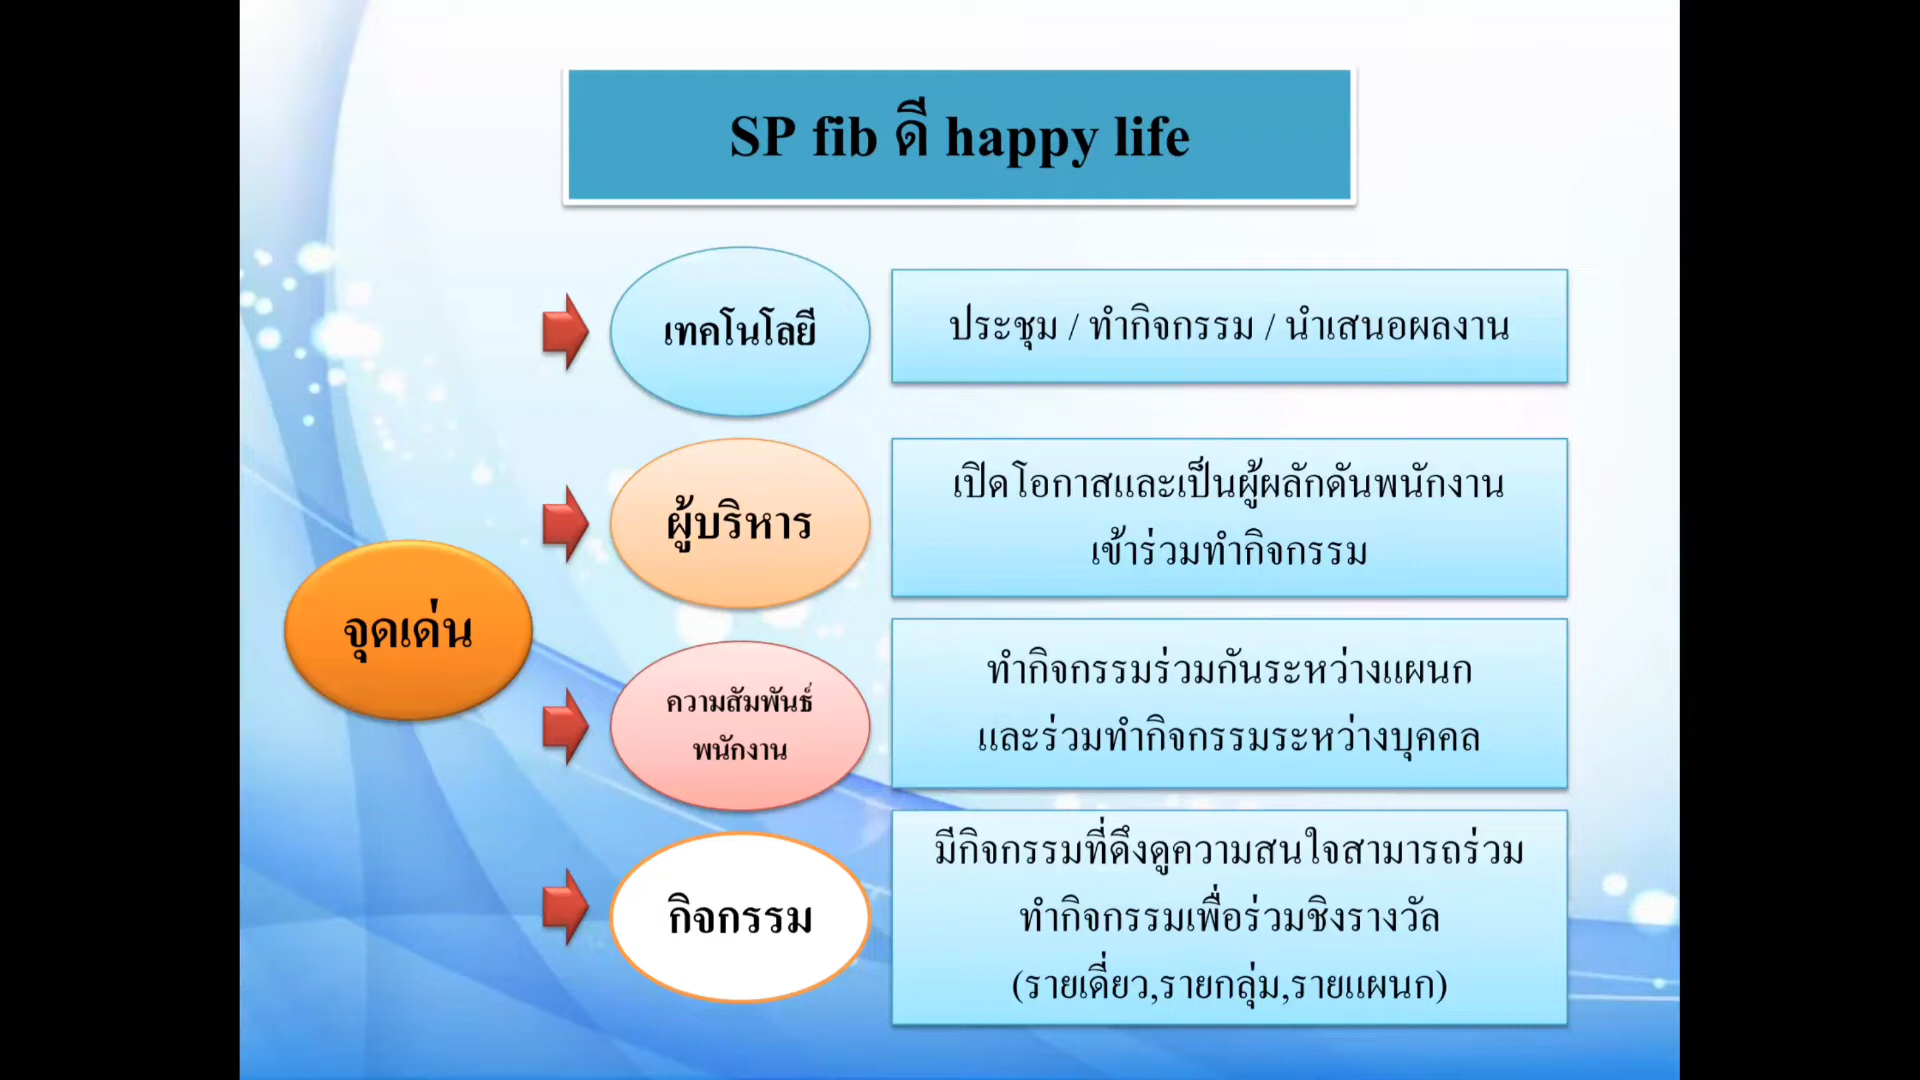 SP fib ดี happy life
จุดเด่น
เทคโนโลยี
ประชุม / ทำกิจกรรม / นำเสนอผลงาน
ผู้บริหาร
เปิดโอกาสและเป็นผู้ผลักดันพนักงาน
เข้าร่วมทำกิจกรรม
ความสัมพันธ์
พนักงาน
ทำกิจกรรมร่วมกันระหว่างแผนก
และร่วมทำกิจกรรมระหว่างบุคคล
กิจกรรม
มีกิจกรรมที่ดึงดูความสนใจสามารถร่วม
ทำกิจกรรมเพื่อร่วมชิงรางวัล
(รายเดี่ยว,รายกลุ่ม,รายแผนก)